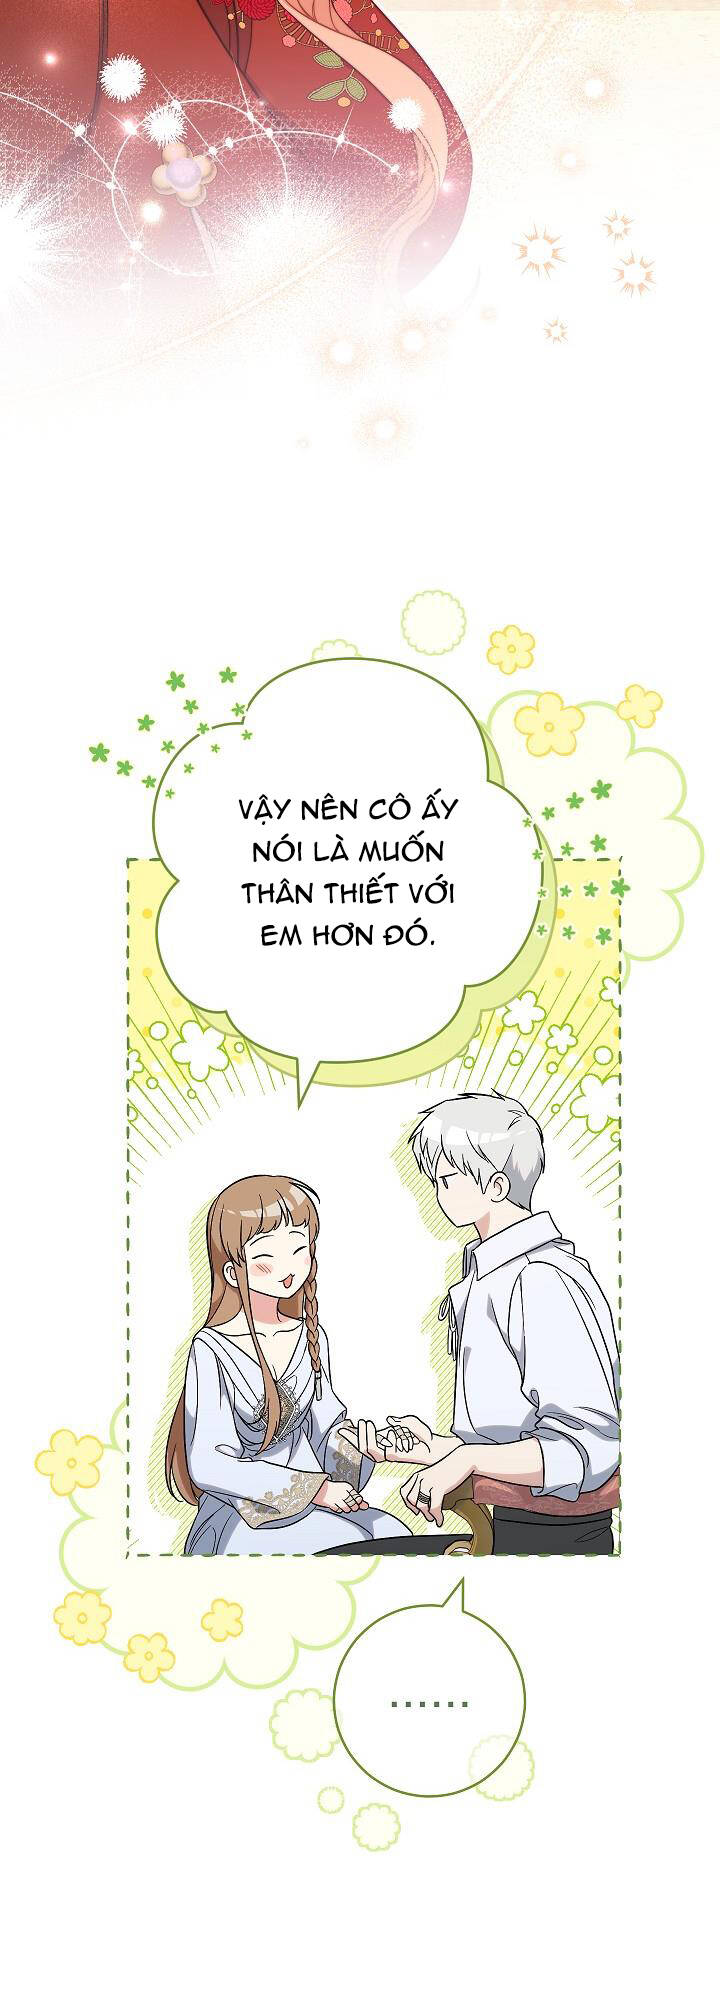 VẬY NÊN CÔ ẤY
NÓI LÀ MUỐN
THÂN THIẾT VỚI
EM HƠN ĐÓ.
......